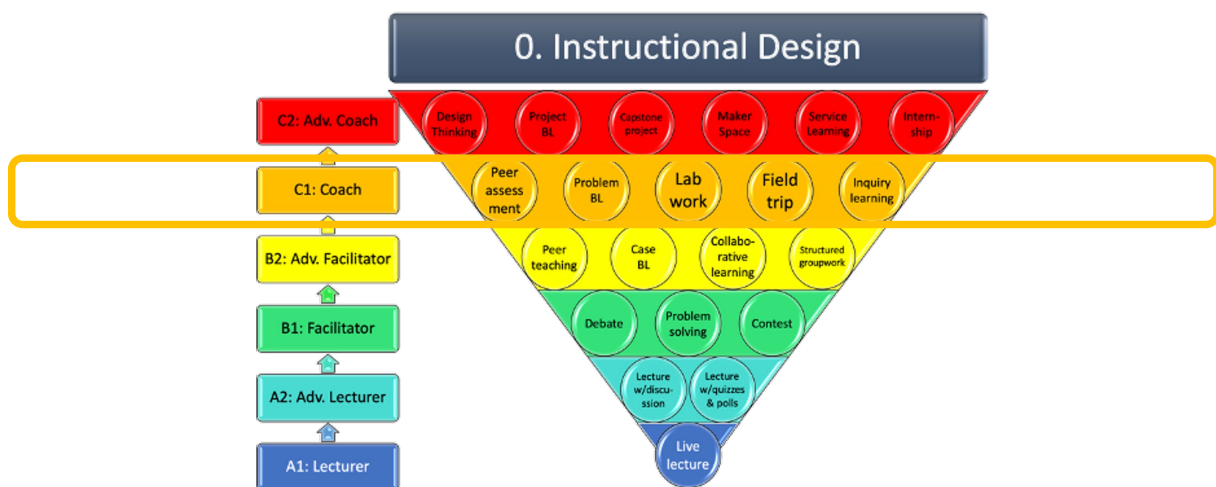 0. Instructional Design
C2: Adv. Coach
Design
Thinking
Project
BL
Capstone
project
Maker
Space
Service
Learning
Intern-
ship
C1: Coach
Peer
assess
ment
Problem
BL
Lab
work
Field
trip
Inquiry
learning
B2: Adv. Facilitator
Peer
teaching
Case
BL
Collabo-
rative
learning
Structured
groupwork
B1: Facilitator
Debate
Problem
solving
Contest
A2: Adv. Lecturer
Lecture
w/discu-
ssion
Lecture
w/quizzes
& polls
A1: Lecturer
Live
lecture